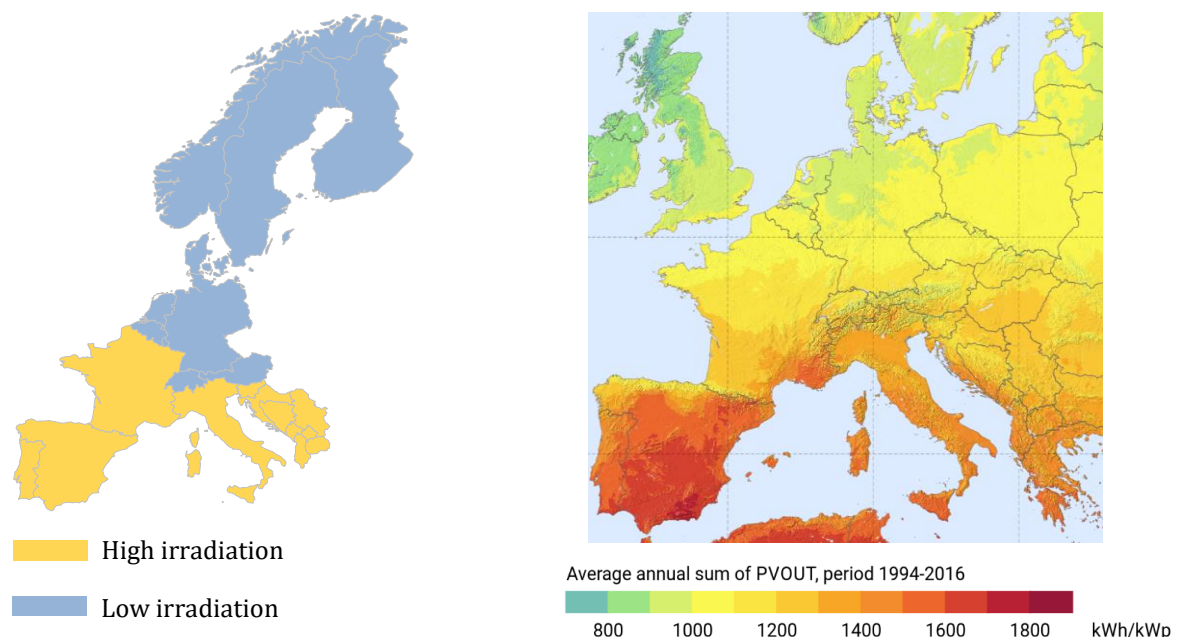 High irradiation
Low irradiation
Average annual sum of PVOUT, period 1994-2016
800 1000 1200 1400 1600 1800 kWh/kWp